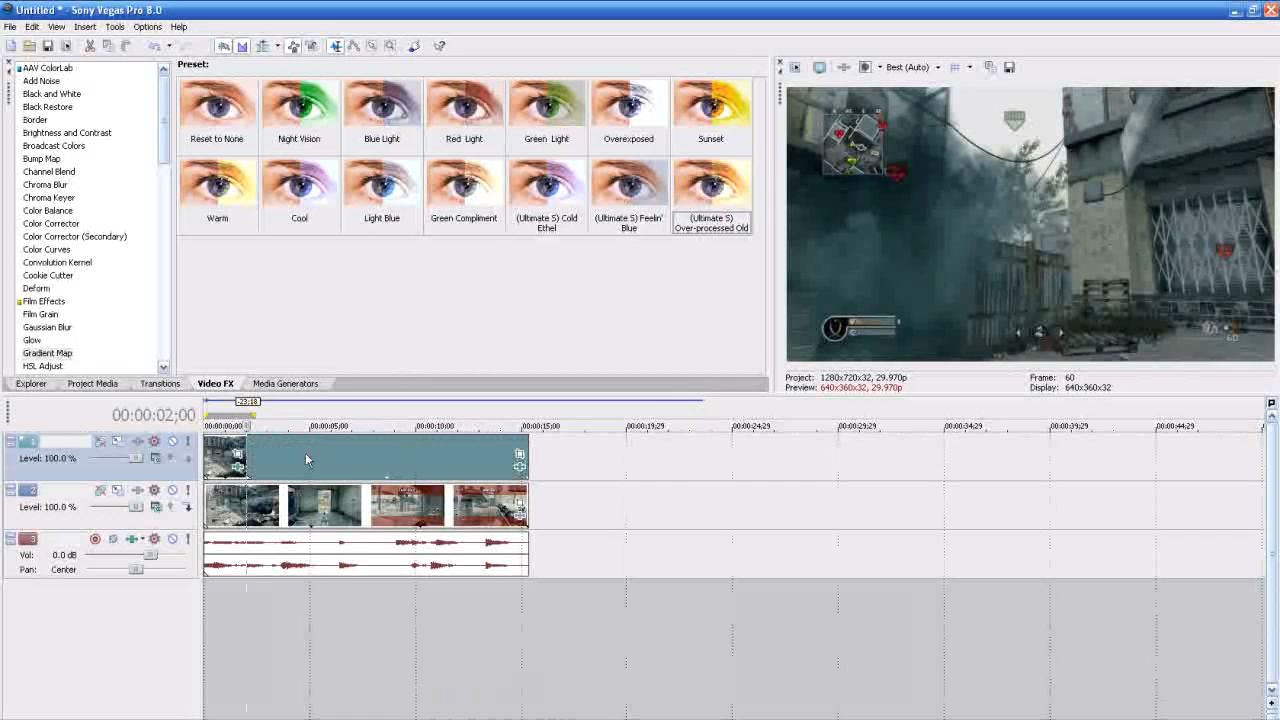 Untitled * - Sony Vegas Pro 8.0
File Edit View Insert Tools Options Help
AAV ColorLab
Add Noise
Black and White
Black Restore
Border
Brightness and Contrast
Broadcast Colors
Bump Map
Channel Blend
Chroma Blur
Chroma Keyer
Color Balance
Color Corrector
Color Corrector (Secondary)
Color Curves
Convolution Kernel
Cookie Cutter
Deform
Film Effects
Film Grain
Gaussian Blur
Glow
Gradient Map
HSL Adjust
Preset:
Reset to None Night Vision Blue Light Red Light Green Light Overexposed Sunset
Warm Cool Light Blue Green Compliment (Ultimate S) Cold Ethel (Ultimate S) Feelin' Blue (Ultimate S) Over-processed Old
Best (Auto)
Explorer Project Media Transitions Video FX Media Generators
Project: 1280x720x32, 29.970p Frame: 60
Preview: 640x360x32, 29.970p Display: 640x360x32
-23;18
00:00:02;00
00:00:00;00 00:00:05;00 00:00:10;00 00:00:15;00 00:00:19;29 00:00:24;29 00:00:29;29 00:00:34;29 00:00:39;29 00:00:44;29
1
Level: 100.0 %
2
Level: 100.0 %
3
Vol: 0.0 dB
Pan: Center